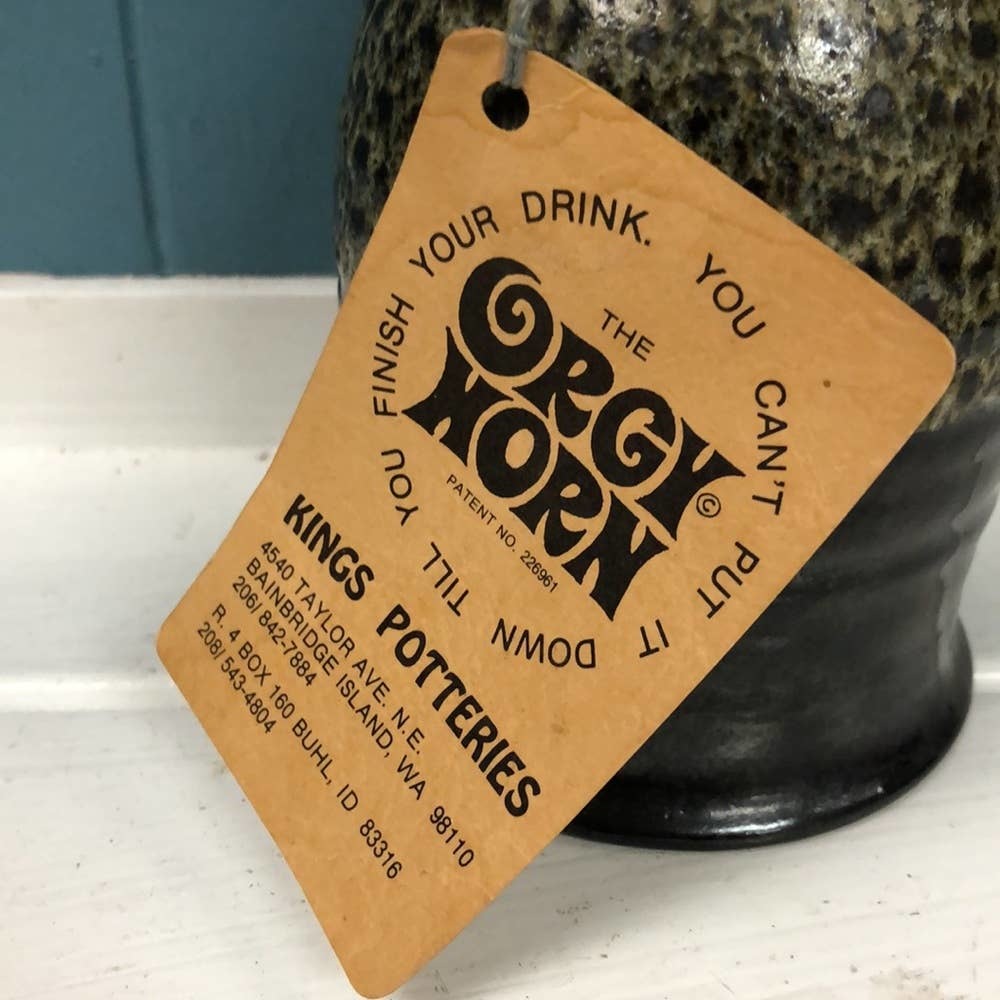 YOU CAN'T PUT IT DOWN TILL YOU FINISH YOUR DRINK.
THE
ORGY
HORN ©
PATENT NO. 226961
KINGS POTTERIES
4540 TAYLOR AVE. N.E.
BAINBRIDGE ISLAND, WA 98110
206/842-7884
R. 4 BOX 160 BUHL, ID 83316
208/543-4804